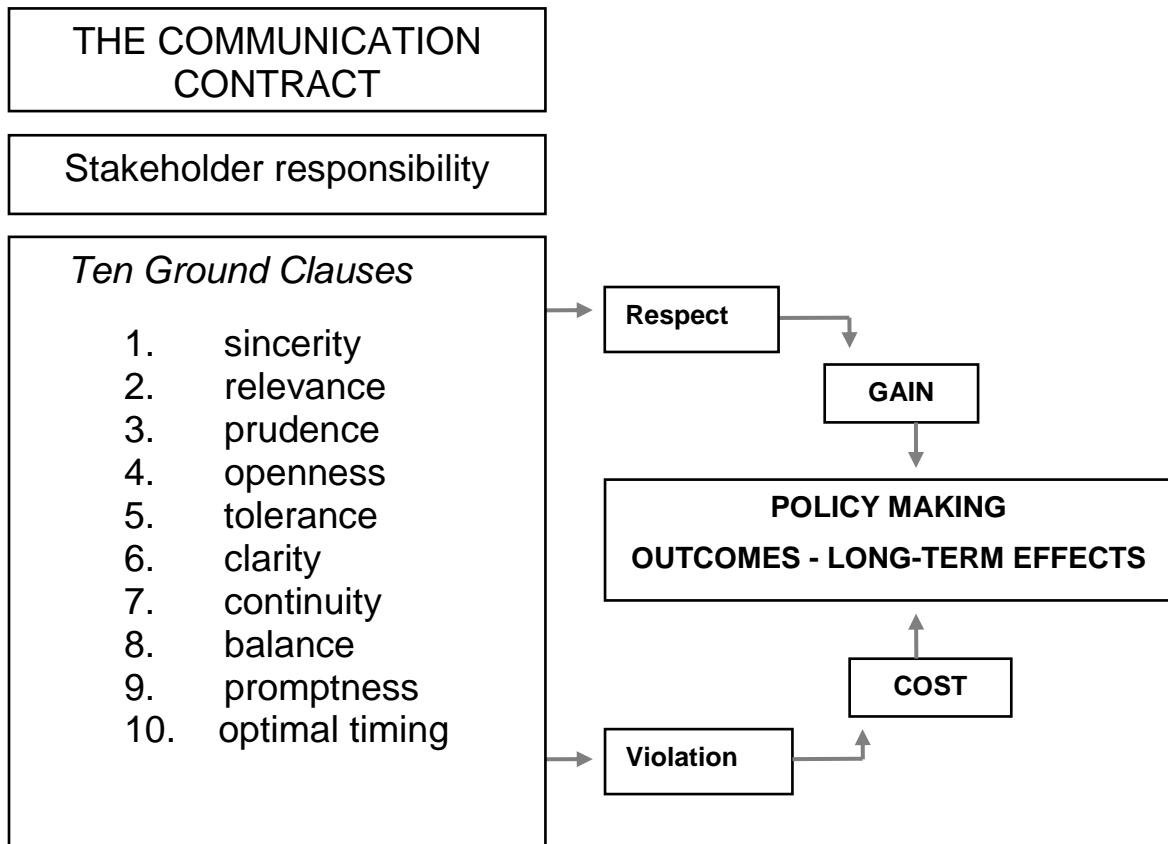 THE COMMUNICATION
CONTRACT
Stakeholder responsibility
Ten Ground Clauses
1. sincerity
2. relevance
3. prudence
4. openness
5. tolerance
6. clarity
7. continuity
8. balance
9. promptness
10. optimal timing
Respect
GAIN
POLICY MAKING
OUTCOMES - LONG-TERM EFFECTS
COST
Violation